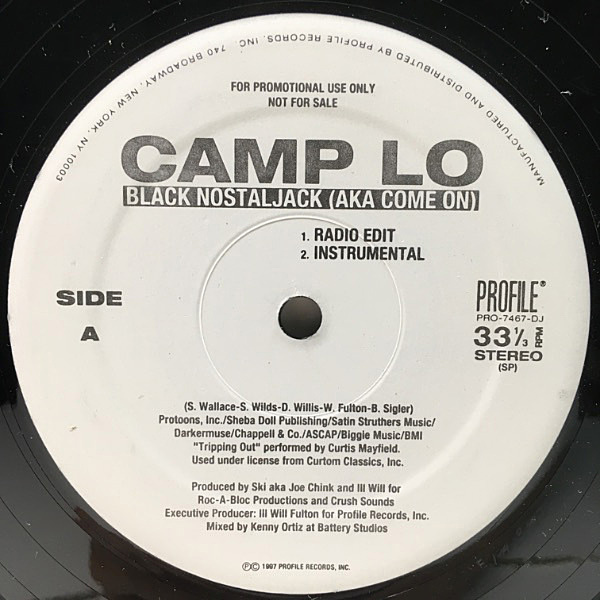 MANUFACTURED AND DISTRIBUTED BY PROFILE RECORDS, INC. 740 BROADWAY, NEW YORK, NY 10003
FOR PROMOTIONAL USE ONLY
NOT FOR SALE
CAMP LO
BLACK NOSTALJACK (AKA COME ON)
1. RADIO EDIT
2. INSTRUMENTAL
SIDE
A
PROFILE®
PRO-7467-DJ
33 1/3 RPM
STEREO
(SP)
(S. Wallace-S. Wilds-D. Willis-W. Fulton-B. Sigler)
Protoons, Inc./Sheba Doll Publishing/Satin Struthers Music/
Darkermuse/Chappell & Co./ASCAP/Biggie Music/BMI
"Tripping Out" performed by Curtis Mayfield.
Used under license from Curtom Classics, Inc.
Produced by Ski aka Joe Chink and Ill Will for
Roc-A-Bloc Productions and Crush Sounds
Executive Producer: Ill Will Fulton for Profile Records, Inc.
Mixed by Kenny Ortiz at Battery Studios
℗© 1997 PROFILE RECORDS, INC.